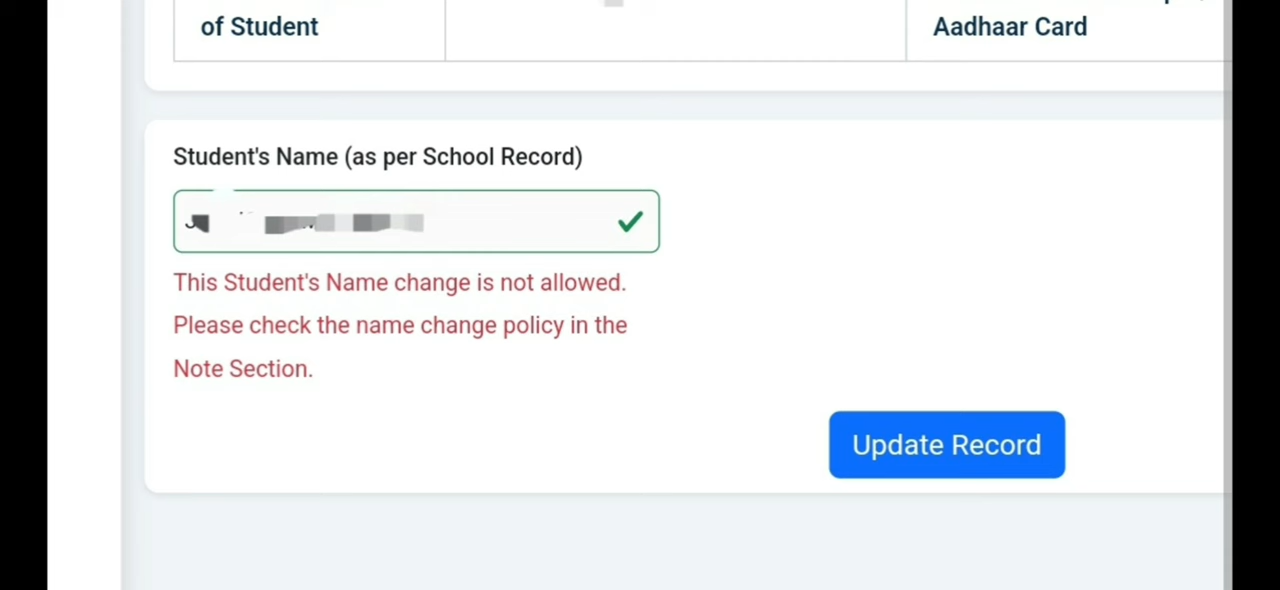 of Student
Aadhaar Card
Student's Name (as per School Record)
This Student's Name change is not allowed.
Please check the name change policy in the
Note Section.
Update Record